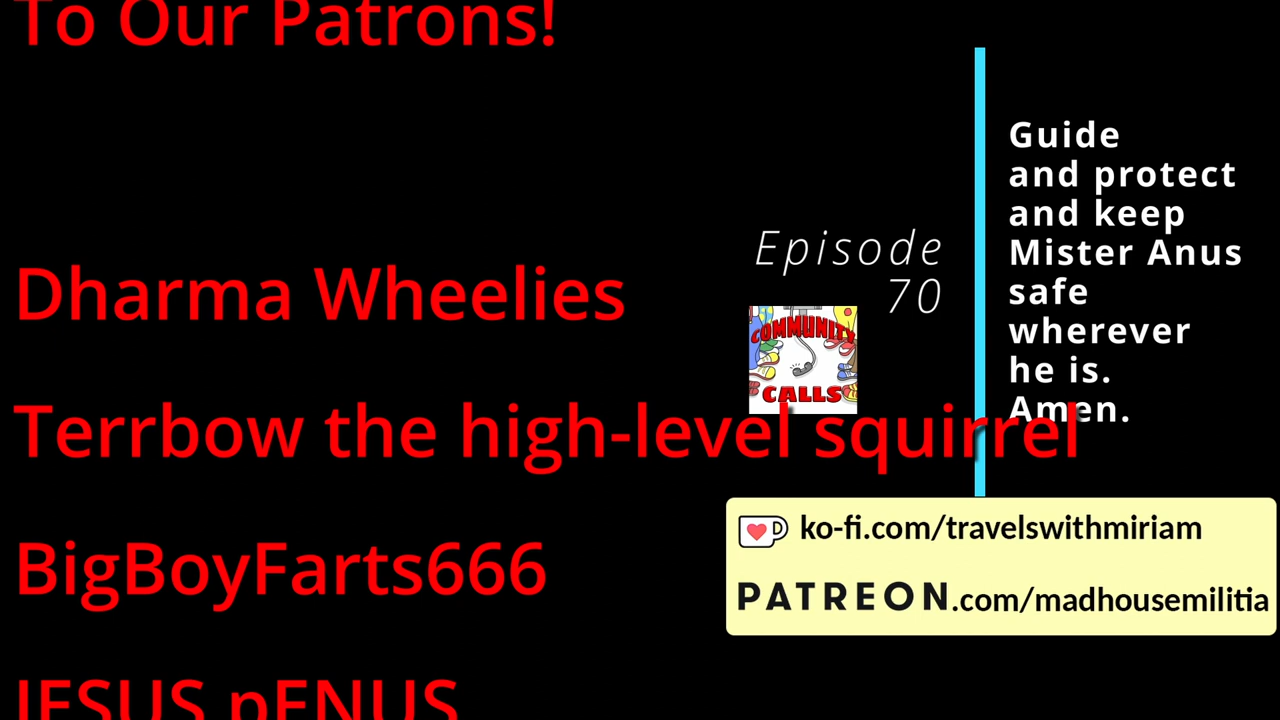 To Our Patrons!
Dharma Wheelies
Terrbow the high-level squirrel
BigBoyFarts666
JESUS pENUS
Episode
70
COMMUNITY
CALLS
Guide
and protect
and keep
Mister Anus
safe
wherever
he is.
Amen.
ko-fi.com/travelswithmiriam
PATREON.com/madhousemilitia